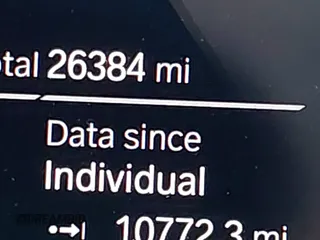 otal 26384 mi
Data since
Individual
10772.3 mi